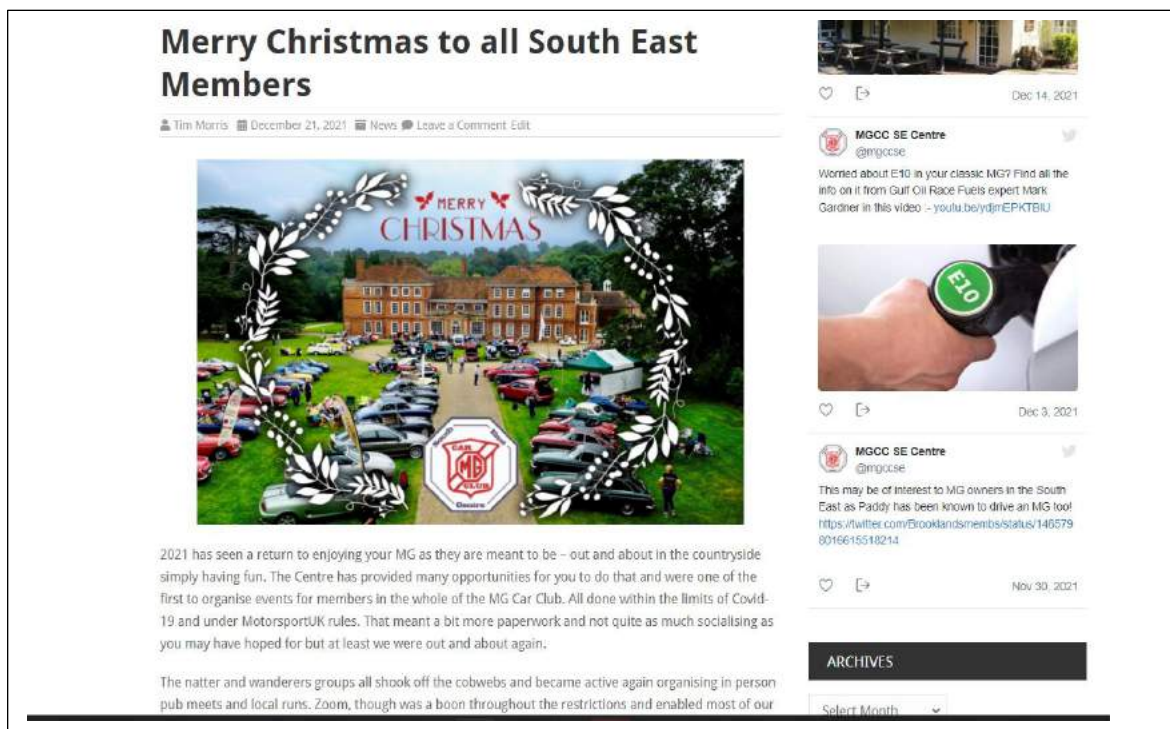 Merry Christmas to all South East
Members
Tim Morris December 21, 2021 News Leave a Comment Edit
MERRY
CHRISTMAS
South East
CAR
MG
CLUB
Centre
2021 has seen a return to enjoying your MG as they are meant to be – out and about in the countryside
simply having fun. The Centre has provided many opportunities for you to do that and were one of the
first to organise events for members in the whole of the MG Car Club. All done within the limits of Covid-
19 and under MotorsportUK rules. That meant a bit more paperwork and not quite as much socialising as
you may have hoped for but at least we were out and about again.
The natter and wanderers groups all shook off the cobwebs and became active again organising in person
pub meets and local runs. Zoom, though was a boon throughout the restrictions and enabled most of our
Dec 14, 2021
MGCC SE Centre
@mgccse
Worried about E10 in your classic MG? Find all the
info on it from Gulf Oil Race Fuels expert Mark
Gardner in this video :- youtu.be/ydjmEPKTBIU
E10
Dec 3, 2021
MGCC SE Centre
@mgccse
This may be of interest to MG owners in the South
East as Paddy has been known to drive an MG too!
https://twitter.com/Brooklandsmembs/status/146579
8016615518214
Nov 30, 2021
ARCHIVES
Select Month